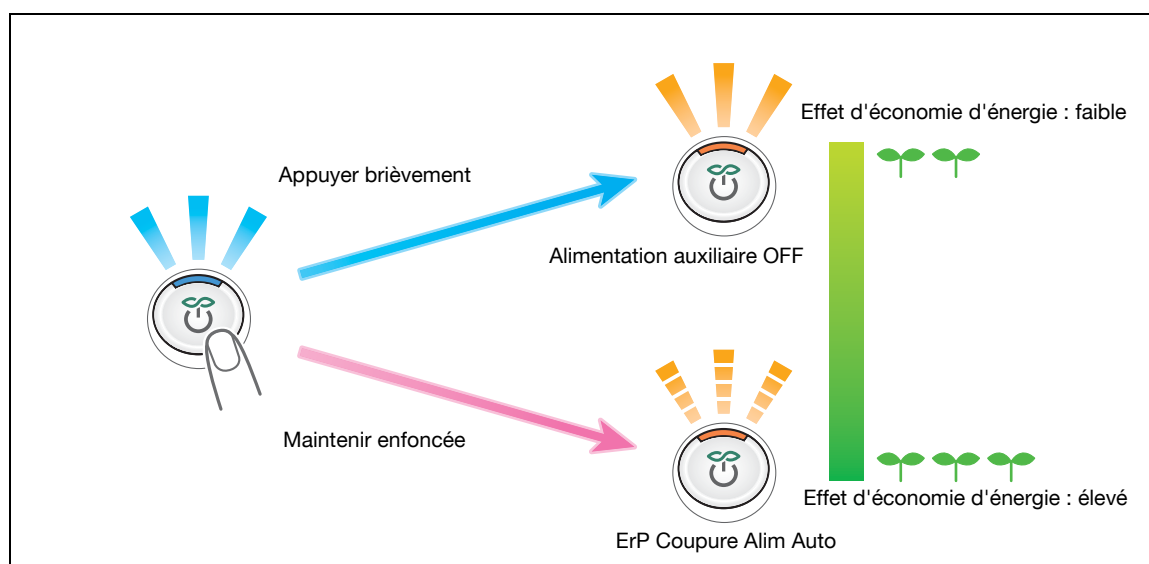 Effet d'économie d'énergie : faible
Appuyer brièvement
Alimentation auxiliaire OFF
Maintenir enfoncée
Effet d'économie d'énergie : élevé
ErP Coupure Alim Auto